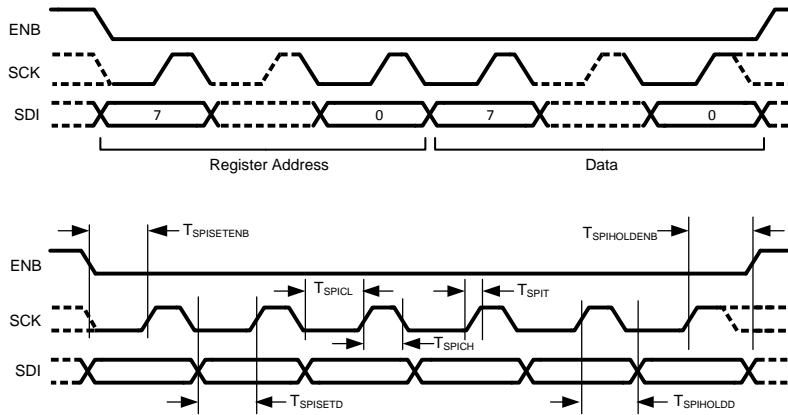 ENB
SCK
SDI
7 0 7 0
Register Address Data
TSPISETENB TSPIHOLDENB
ENB
TSPICL TSPIT
SCK
TSPICH
SDI
TSPISETD TSPIHOLDD